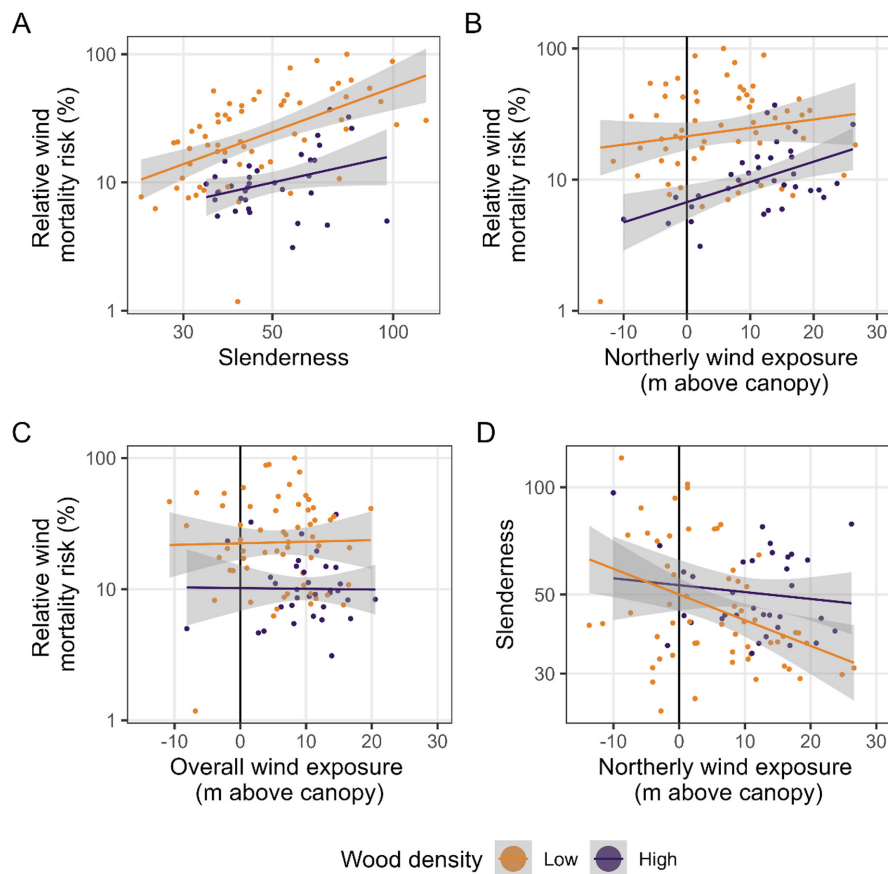 A
Relative wind
mortality risk (%)
100
10
1
30 50 100
Slenderness
B
Relative wind
mortality risk (%)
100
10
1
-10 0 10 20 30
Northerly wind exposure
(m above canopy)
C
Relative wind
mortality risk (%)
100
10
1
-10 0 10 20 30
Overall wind exposure
(m above canopy)
D
Slenderness
100
50
30
-10 0 10 20 30
Northerly wind exposure
(m above canopy)
Wood density Low High